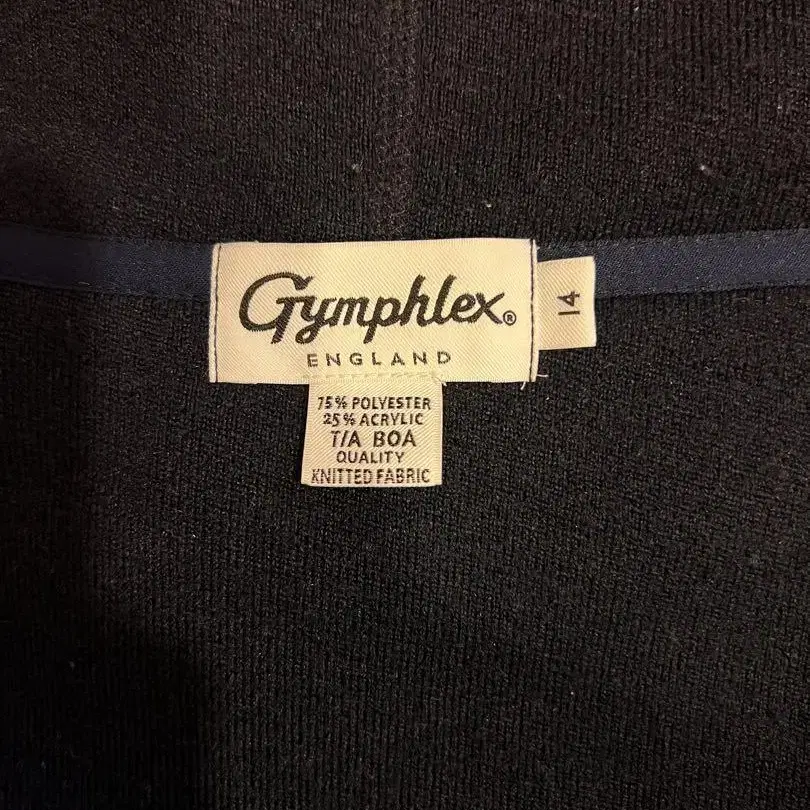 Gymphlex®
ENGLAND
14
75% POLYESTER
25% ACRYLIC
T/A BOA
QUALITY
KNITTED FABRIC